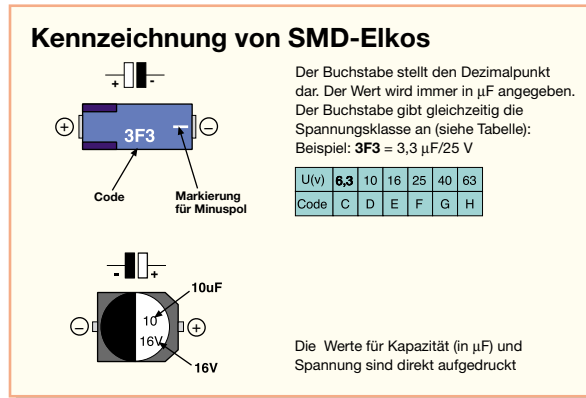 Kennzeichnung von SMD-Elkos
+ -
+ 3F3 -
Code
Markierung
für Minuspol
Der Buchstabe stellt den Dezimalpunkt
dar. Der Wert wird immer in µF angegeben.
Der Buchstabe gibt gleichzeitig die
Spannungsklasse an (siehe Tabelle):
Beispiel: 3F3 = 3,3 µF/25 V
U(v) 6,3 10 16 25 40 63
Code C D E F G H
- +
10uF
- 10 +
16V
16V
Die Werte für Kapazität (in µF) und
Spannung sind direkt aufgedruckt